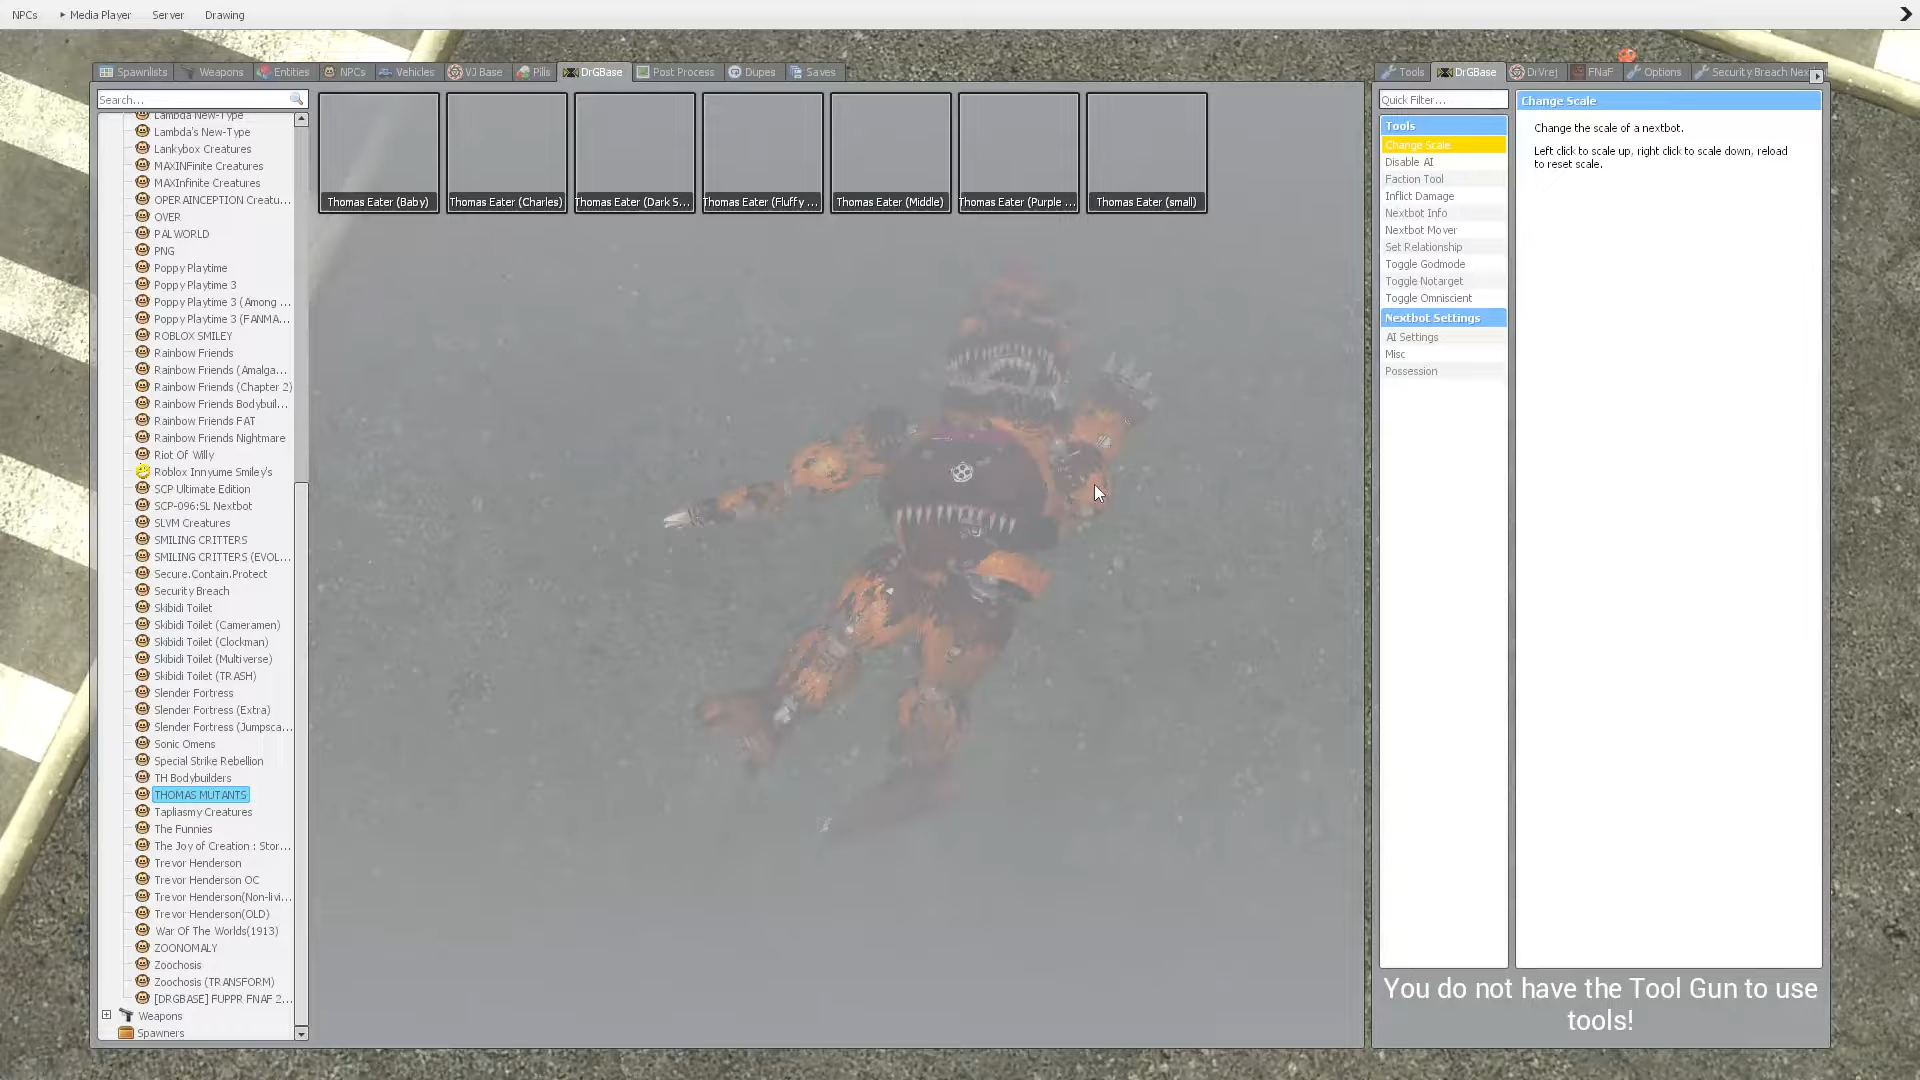 NPCs
Media Player
Server
Drawing
Spawnlists
Weapons
Entities
NPCs
Vehicles
VJ Base
Pills
DrGBase
Post Process
Dupes
Saves
Search...
Lambda New-Type
Lambda's New-Type
Lankybox Creatures
MAXINFinite Creatures
MAXInfinite Creatures
OPERAINCEPTION Creatu...
OVER
PALWORLD
PNG
Poppy Playtime
Poppy Playtime 3
Poppy Playtime 3 (Among ...
Poppy Playtime 3 (FANMA...
ROBLOX SMILEY
Rainbow Friends
Rainbow Friends (Amalga...
Rainbow Friends (Chapter 2)
Rainbow Friends Bodybuil...
Rainbow Friends FAT
Rainbow Friends Nightmare
Riot Of Willy
Roblox Innyume Smiley's
SCP Ultimate Edition
SCP-096:SL Nextbot
SLVM Creatures
SMILING CRITTERS
SMILING CRITTERS (EVOL...
Secure.Contain.Protect
Security Breach
Skibidi Toilet
Skibidi Toilet (Cameramen)
Skibidi Toilet (Clockman)
Skibidi Toilet (Multiverse)
Skibidi Toilet (TRASH)
Slender Fortress
Slender Fortress (Extra)
Slender Fortress (Jumpsca...
Sonic Omens
Special Strike Rebellion
TH Bodybuilders
THOMAS MUTANTS
Tapliasmy Creatures
The Funnies
The Joy of Creation : Stor...
Trevor Henderson
Trevor Henderson OC
Trevor Henderson(Non-livi...
Trevor Henderson(OLD)
War Of The Worlds(1913)
ZOONOMALY
Zoochosis
Zoochosis (TRANSFORM)
[DRGBASE] FUPPR FNAF 2...
Weapons
Spawners
Thomas Eater (Baby)
Thomas Eater (Charles)
Thomas Eater (Dark S...
Thomas Eater (Fluffy ...
Thomas Eater (Middle)
Thomas Eater (Purple ...
Thomas Eater (small)
Tools
DrGBase
DrVrej
FNaF
Options
Security Breach Nex
Quick Filter...
Tools
Change Scale
Disable AI
Faction Tool
Inflict Damage
Nextbot Info
Nextbot Mover
Set Relationship
Toggle Godmode
Toggle Notarget
Toggle Omniscient
Nextbot Settings
AI Settings
Misc
Possession
Change Scale
Change the scale of a nextbot.
Left click to scale up, right click to scale down, reload
to reset scale.
You do not have the Tool Gun to use
tools!